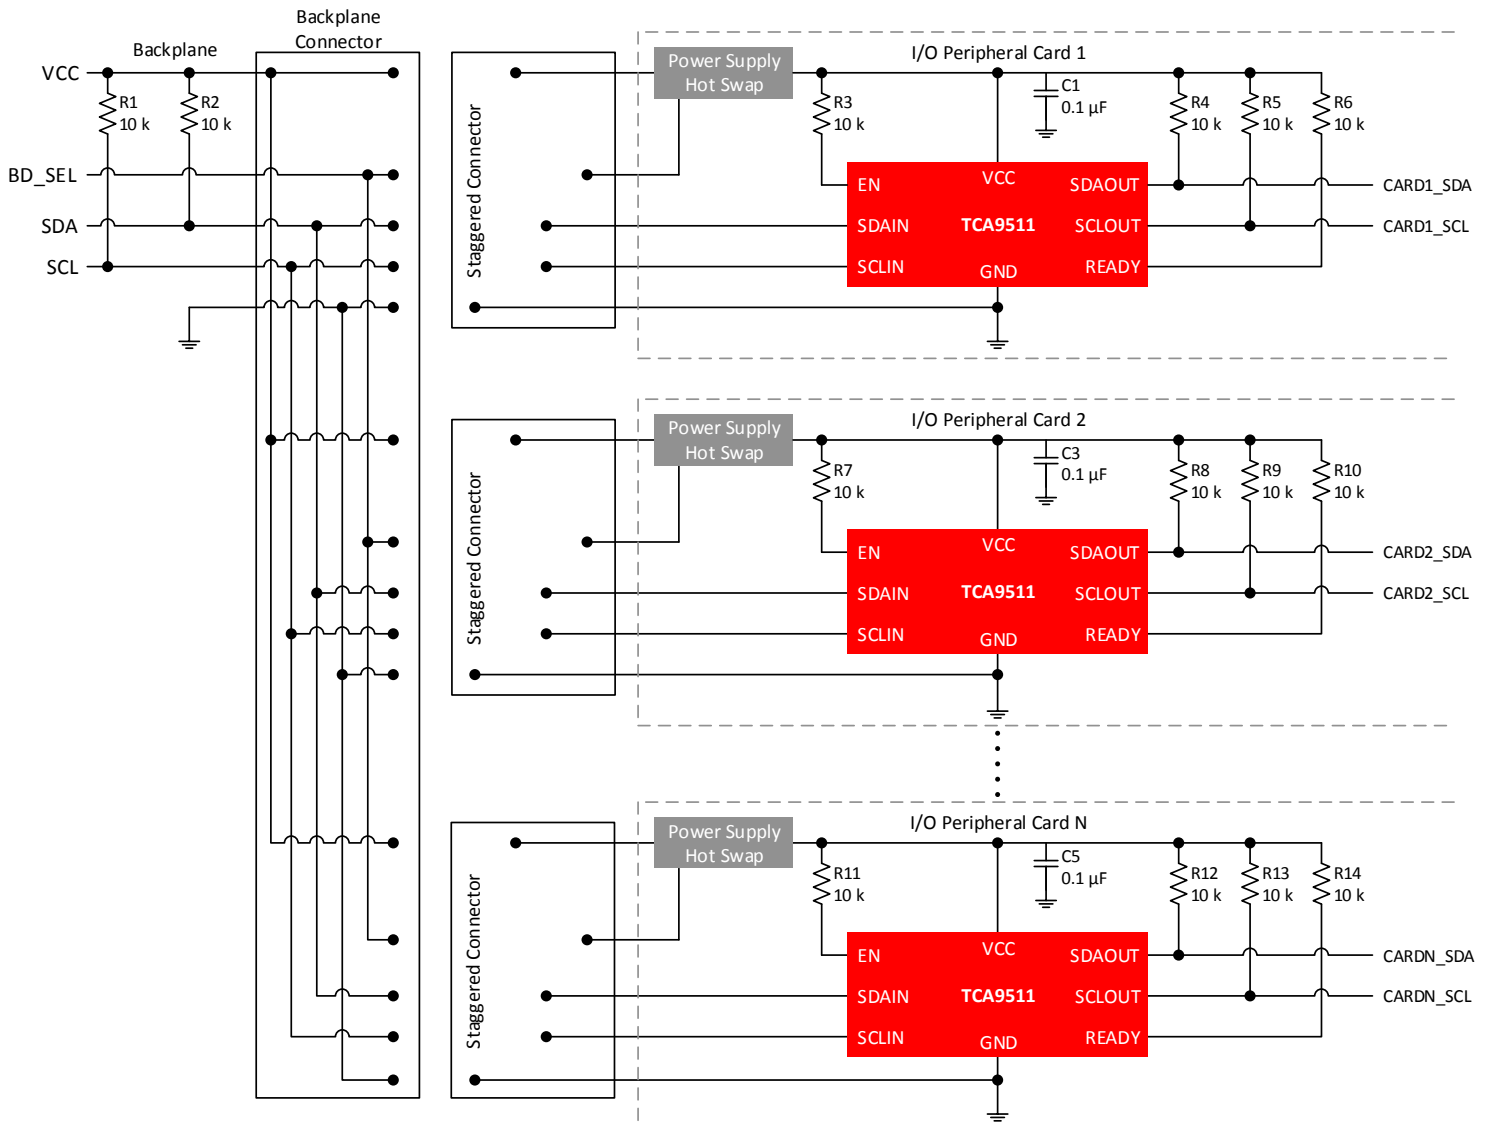 Backplane
Connector
Backplane
VCC
R1
10 k
R2
10 k
BD_SEL
SDA
SCL
Staggered Connector
Power Supply
Hot Swap
I/O Peripheral Card 1
R3
10 k
C1
0.1 µF
R4
10 k
R5
10 k
R6
10 k
EN
VCC
SDAOUT
CARD1_SDA
SDAIN
TCA9511
SCLOUT
CARD1_SCL
SCLIN
GND
READY
Staggered Connector
Power Supply
Hot Swap
I/O Peripheral Card 2
R7
10 k
C3
0.1 µF
R8
10 k
R9
10 k
R10
10 k
EN
VCC
SDAOUT
CARD2_SDA
SDAIN
TCA9511
SCLOUT
CARD2_SCL
SCLIN
GND
READY
Staggered Connector
Power Supply
Hot Swap
I/O Peripheral Card N
R11
10 k
C5
0.1 µF
R12
10 k
R13
10 k
R14
10 k
EN
VCC
SDAOUT
CARDN_SDA
SDAIN
TCA9511
SCLOUT
CARDN_SCL
SCLIN
GND
READY